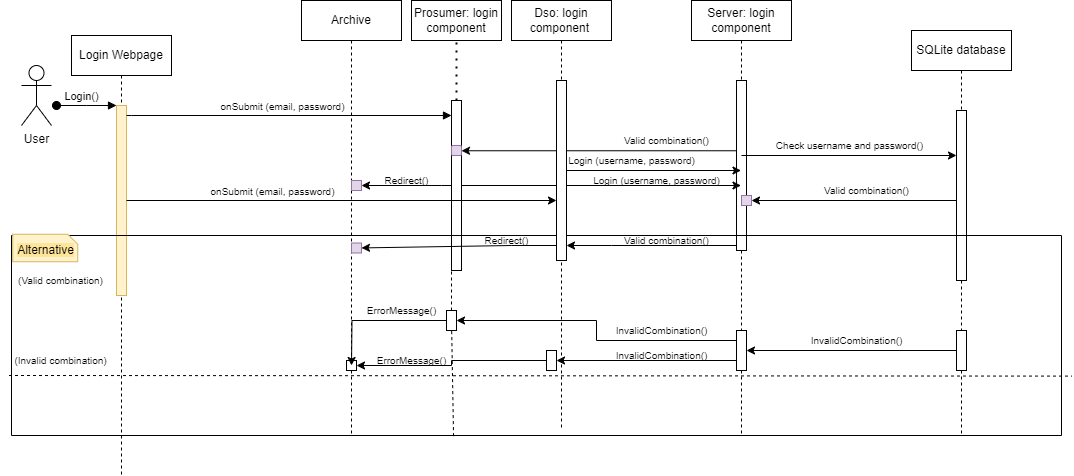 Archive
Prosumer: login
component
Dso: login
component
Server: login
component
Login Webpage
SQLite database
Login()
User
onSubmit (email, password)
Valid combination()
Check username and password()
Login (username, password)
Redirect()
Login (username, password)
onSubmit (email, password)
Valid combination()
Alternative
Redirect()
Valid combination()
(Valid combination)
ErrorMessage()
InvalidCombination()
InvalidCombination()
(Invalid combination)
ErrorMessage()
InvalidCombination()